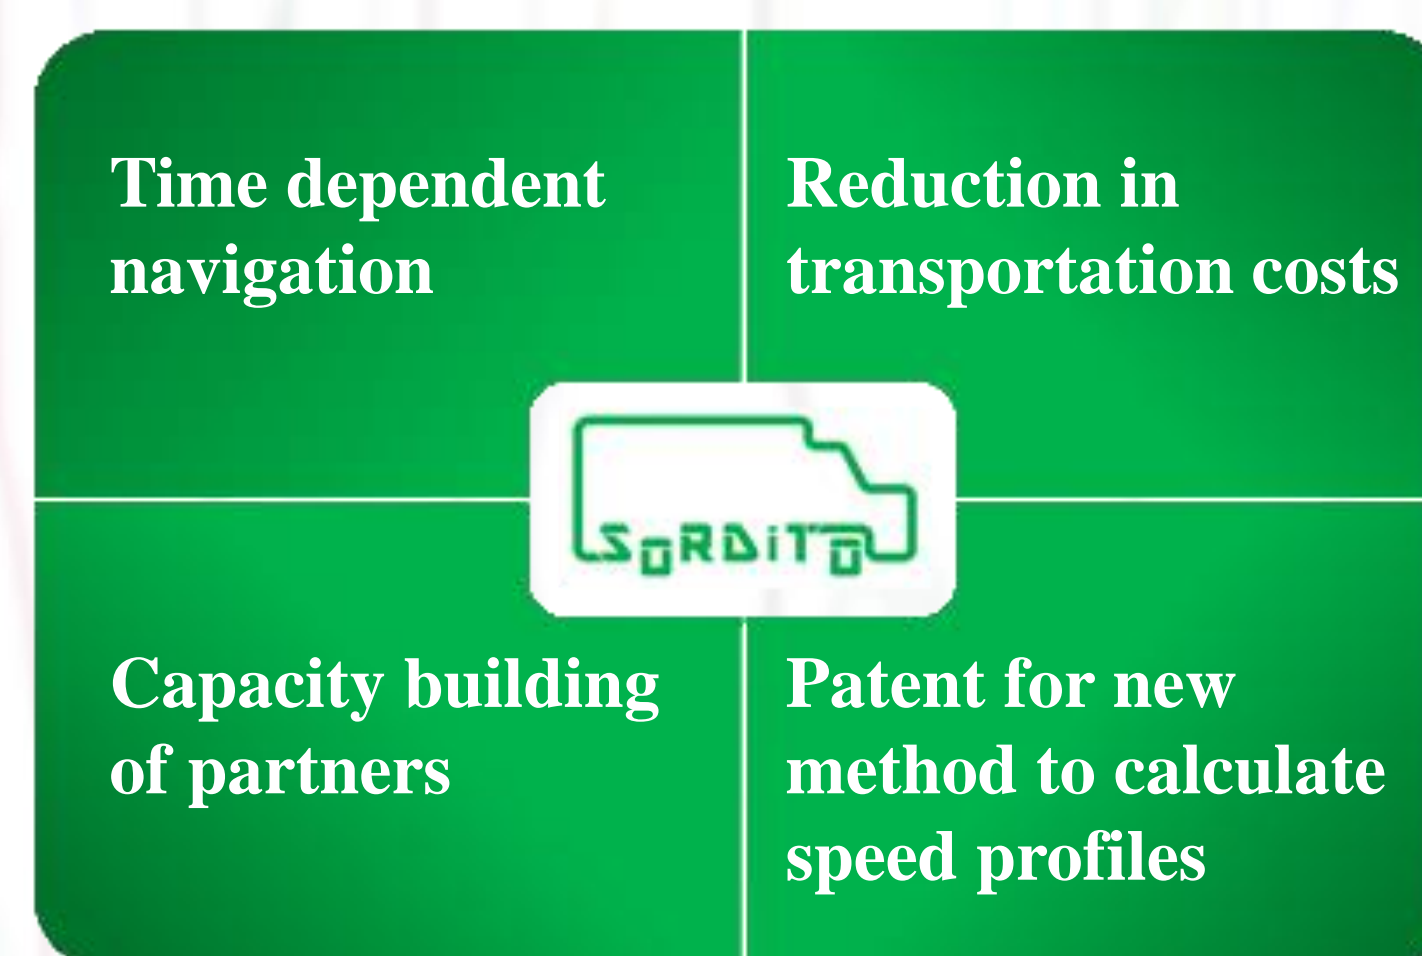 Time dependent
navigation
Reduction in
transportation costs
SORDITO
Capacity building
of partners
Patent for new
method to calculate
speed profiles